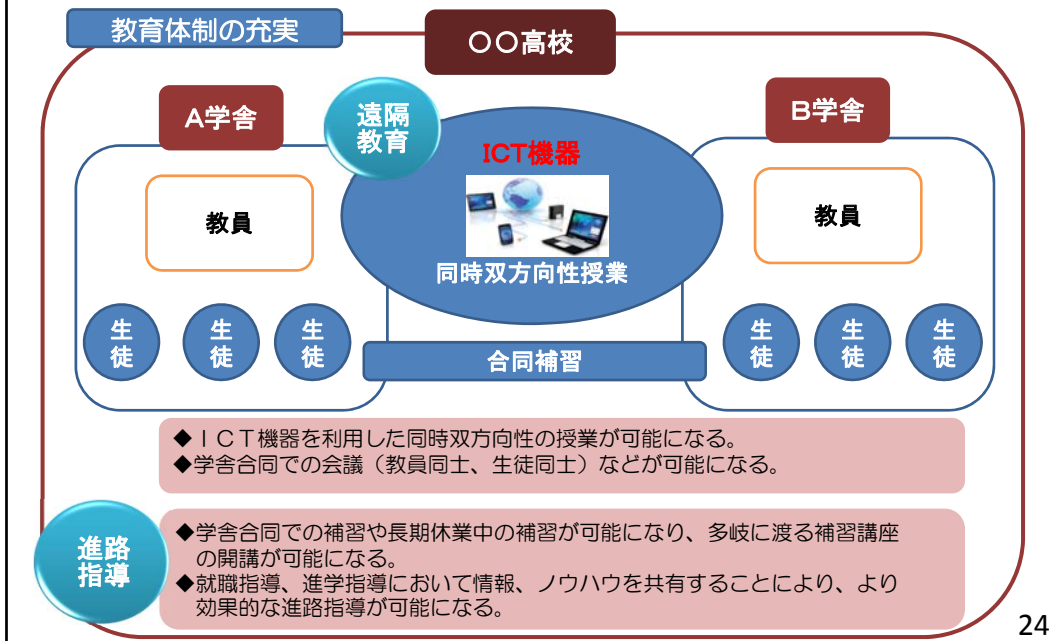 教育体制の充実
〇〇高校
A学舎
遠隔
教育
B学舎
ICT機器
教員
教員
同時双方向性授業
生徒
生徒
生徒
生徒
生徒
生徒
合同補習
◆ＩＣＴ機器を利用した同時双方向性の授業が可能になる。
◆学舎合同での会議（教員同士、生徒同士）などが可能になる。
進路
指導
◆学舎合同での補習や長期休業中の補習が可能になり、多岐に渡る補習講座
の開講が可能になる。
◆就職指導、進学指導において情報、ノウハウを共有することにより、より
効果的な進路指導が可能になる。
24